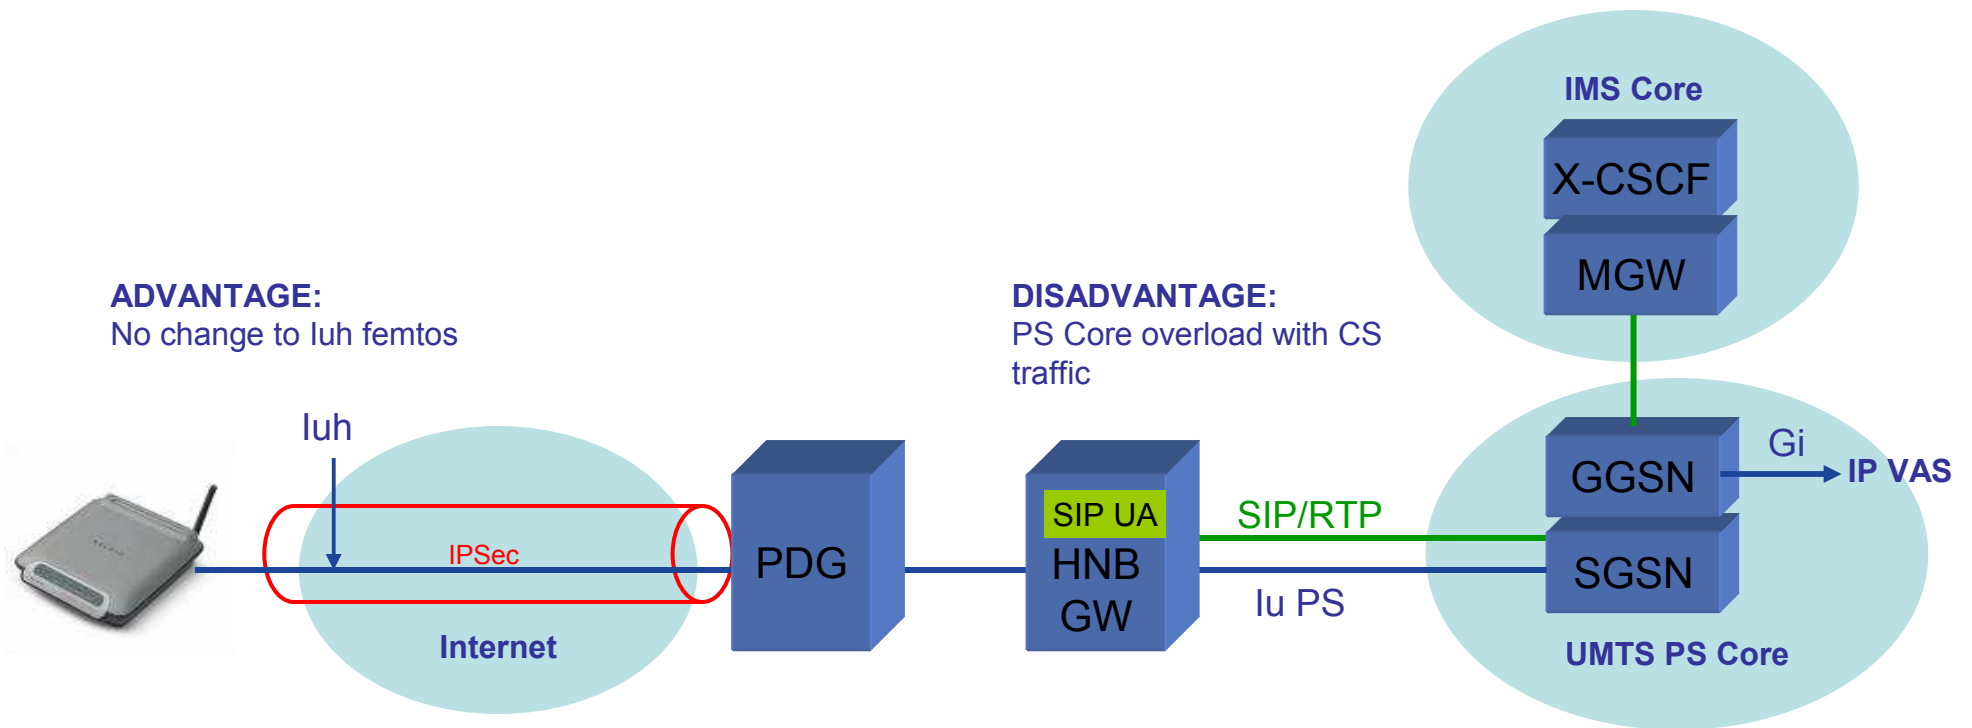 IMS Core
X-CSCF
MGW
ADVANTAGE:
No change to Iuh femtos
DISADVANTAGE:
PS Core overload with CS
traffic
Iuh
IPSec
Internet
PDG
SIP UA
HNB
GW
SIP/RTP
Iu PS
GGSN
SGSN
Gi
IP VAS
UMTS PS Core